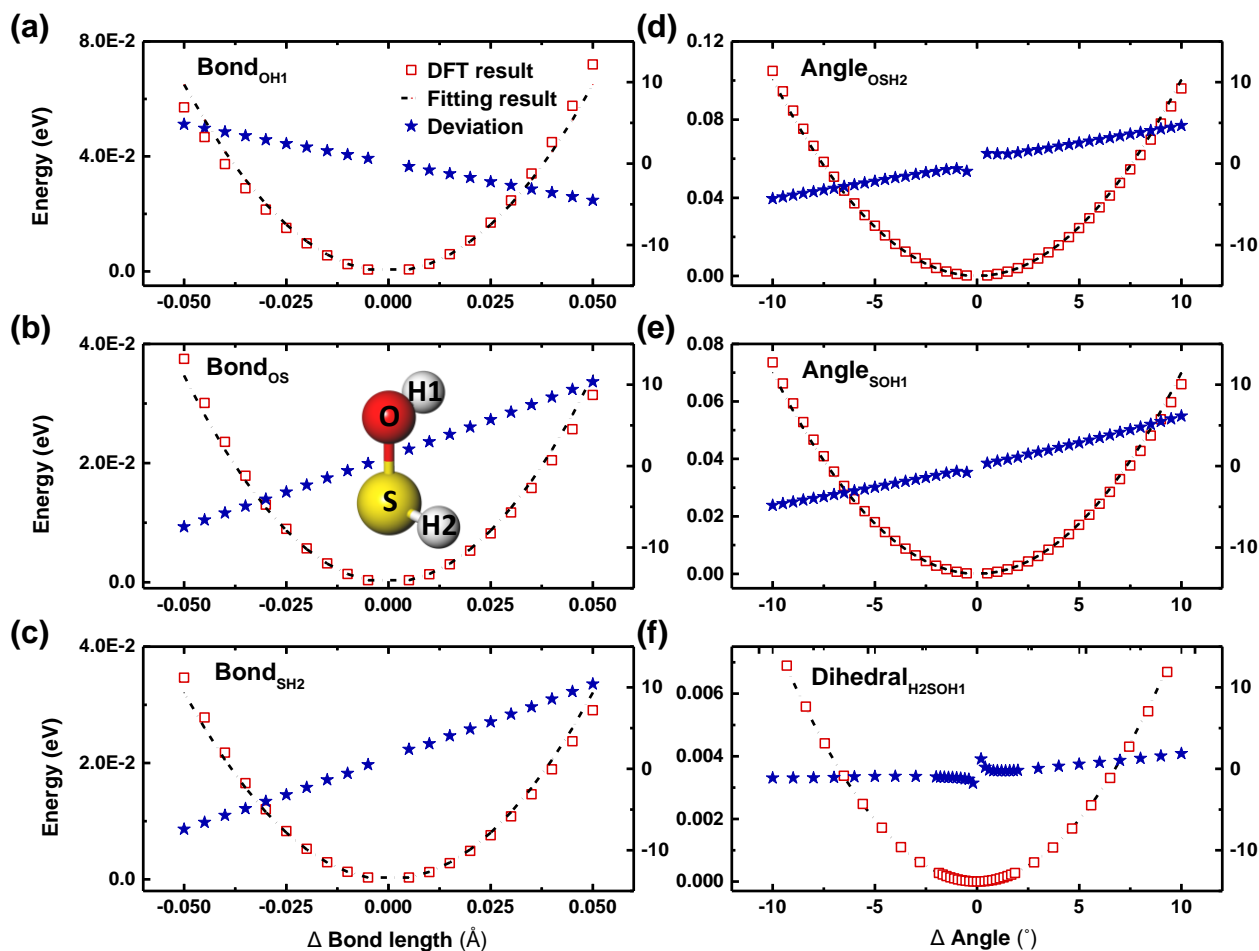 (a)
8.0E-2
4.0E-2
0.0
Energy (eV)
Bond_OH1
DFT result
Fitting result
Deviation
10
0
-10
-0.050 -0.025 0.000 0.025 0.050
(d)
0.12
0.08
0.04
0.00
Angle_OSH2
10
0
-10
-10 -5 0 5 10
(b)
4.0E-2
2.0E-2
0.0
Energy (eV)
Bond_OS
H1
O
S
H2
10
0
-10
-0.050 -0.025 0.000 0.025 0.050
(e)
0.08
0.06
0.04
0.02
0.00
Angle_SOH1
10
0
-10
-10 -5 0 5 10
(c)
4.0E-2
2.0E-2
0.0
Energy (eV)
Bond_SH2
10
0
-10
-0.050 -0.025 0.000 0.025 0.050
Δ Bond length (Å)
(f)
0.006
0.004
0.002
0.000
Dihedral_H2SOH1
10
0
-10
-10 -5 0 5 10
Δ Angle (°)